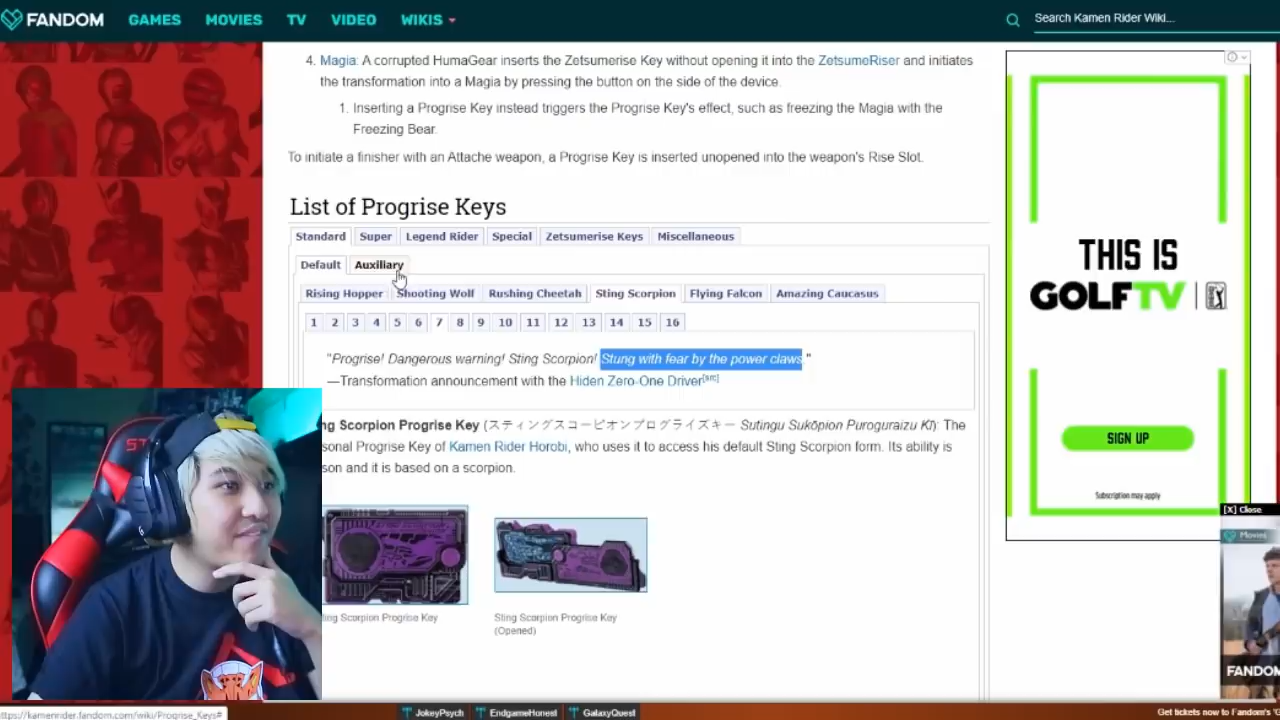 FANDOM GAMES MOVIES TV VIDEO WIKIS Search Kamen Rider Wiki...
4. Magia: A corrupted HumaGear inserts the Zetsumerise Key without opening it into the ZetsumeRiser and initiates
the transformation into a Magia by pressing the button on the side of the device.
1. Inserting a Progrise Key instead triggers the Progrise Key's effect, such as freezing the Magia with the
Freezing Bear.
To initiate a finisher with an Attache weapon, a Progrise Key is inserted unopened into the weapon's Rise Slot.
List of Progrise Keys
Standard Super Legend Rider Special Zetsumerise Keys Miscellaneous
Default Auxiliary
Rising Hopper Shooting Wolf Rushing Cheetah Sting Scorpion Flying Falcon Amazing Caucasus
1 2 3 4 5 6 7 8 9 10 11 12 13 14 15 16
"Progrise! Dangerous warning! Sting Scorpion! Stung with fear by the power claws "
—Transformation announcement with the Hiden Zero-One Driver[src]
ng Scorpion Progrise Key (スティングスコーピオンプログライズキー Sutingu Sukōpion Puroguraizu Kī): The
sonal Progrise Key of Kamen Rider Horobi, who uses it to access his default Sting Scorpion form. Its ability is
son and it is based on a scorpion.
ting Scorpion Progrise Key
Sting Scorpion Progrise Key
(Opened)
THIS IS
GOLFTV
SIGN UP
Subscription may apply
[X] Close
Movies
FANDOM
ST
https://kamenrider.fandom.com/wiki/Progrise_Keys#
JokeyPsych EndgameHonest GalaxyQuest Get tickets now to Fandom's 'G